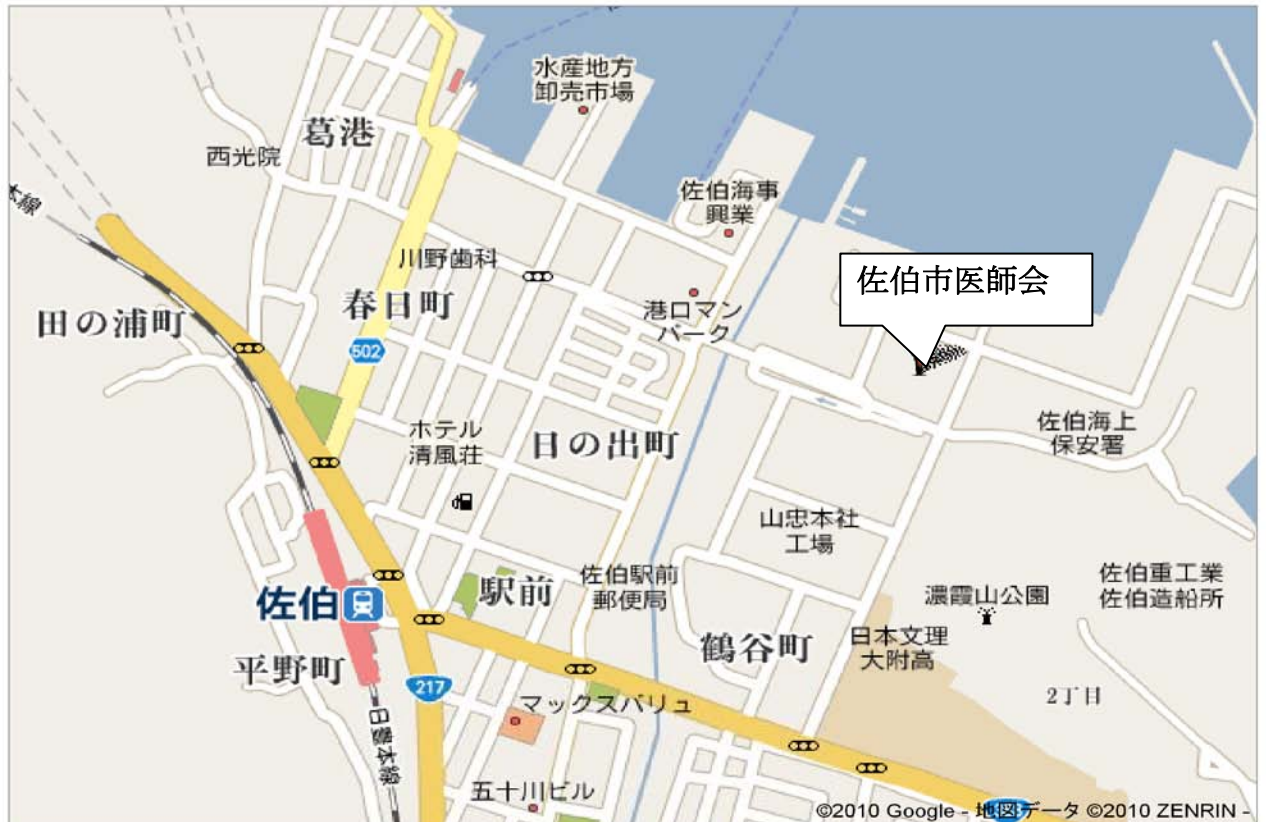 水産地方
卸売市場
葛港
西光院
佐伯海事
興業
本線
川野歯科
佐伯市医師会
春日町
港ロマン
パーク
田の浦町
502
佐伯海上
保安署
ホテル
清風荘
日の出町
山忠本社
工場
佐伯重工業
佐伯造船所
佐伯駅前
郵便局
駅前
濃霞山公園
佐伯
鶴谷町
日本文理
大附高
平野町
217
2丁目
マックスバリュ
日豊本線
五十川ビル
©2010 Google - 地図データ ©2010 ZENRIN -